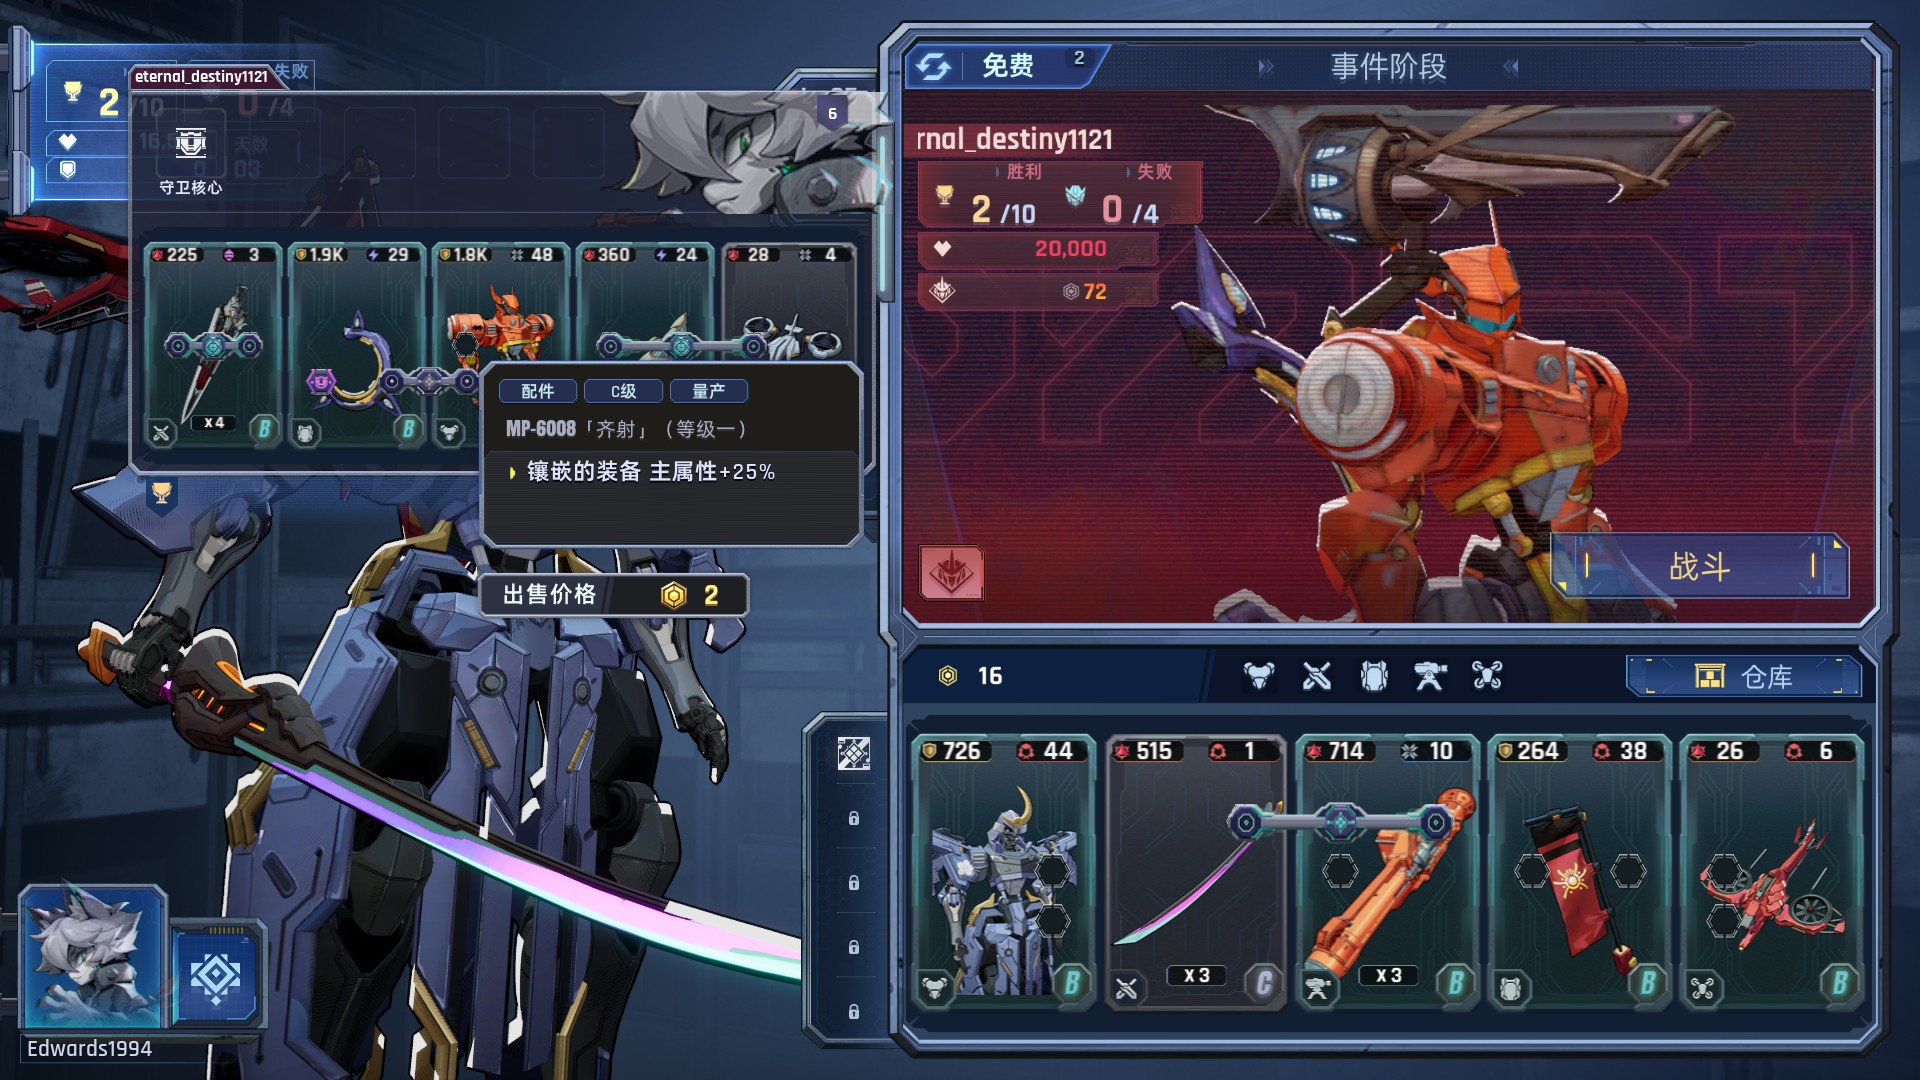 eternal_destiny1121
失败
2 /10
0 /4
天数
03
守卫核心
6
225 3
1.9K 29
1.8K 48
360 24
28 4
x4
B
B
配件 C级 量产
MP-6008「齐射」（等级一）
镶嵌的装备 主属性+25%
出售价格 2
Edwards1994
免费 2
事件阶段
rnal_destiny1121
胜利
失败
2 /10
0 /4
20,000
72
战斗
16
仓库
726 44
515 1
714 10
264 38
26 6
B
x3 C
x3 B
B
B